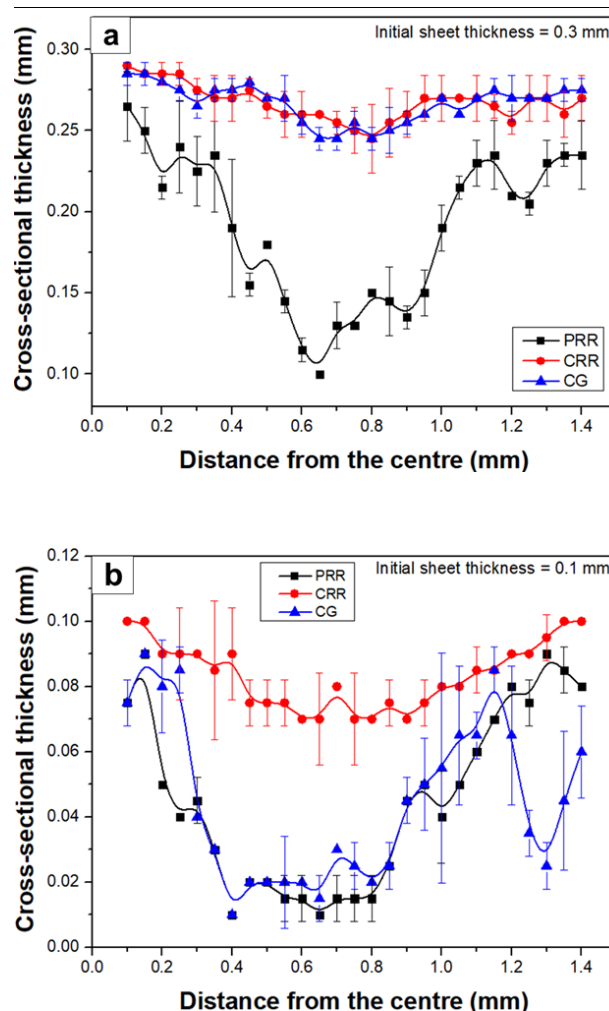 a
Initial sheet thickness = 0.3 mm
Cross-sectional thickness (mm)
0.30
0.25
0.20
0.15
0.10
PRR
CRR
CG
0.0 0.2 0.4 0.6 0.8 1.0 1.2 1.4
Distance from the centre (mm)
b
Initial sheet thickness = 0.1 mm
Cross-sectional thickness (mm)
0.12
0.10
0.08
0.06
0.04
0.02
0.00
PRR
CRR
CG
0.0 0.2 0.4 0.6 0.8 1.0 1.2 1.4
Distance from the centre (mm)